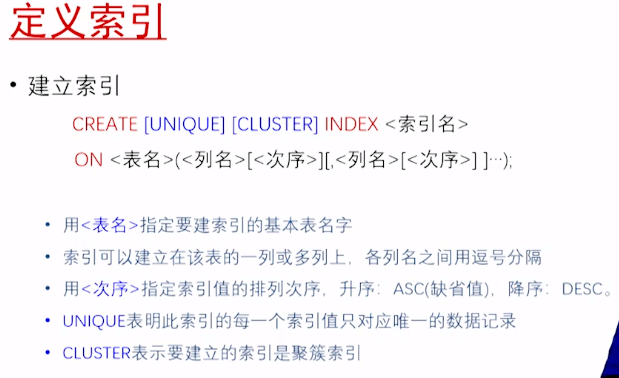 定义索引
• 建立索引
CREATE [UNIQUE] [CLUSTER] INDEX <索引名>
ON <表名>(<列名>[<次序>][,<列名>[<次序>] ]…);
• 用<表名>指定要建索引的基本表名字
• 索引可以建立在该表的一列或多列上，各列名之间用逗号分隔
• 用<次序>指定索引值的排列次序，升序：ASC(缺省值)，降序：DESC。
• UNIQUE表明此索引的每一个索引值只对应唯一的数据记录
• CLUSTER表示要建立的索引是聚簇索引